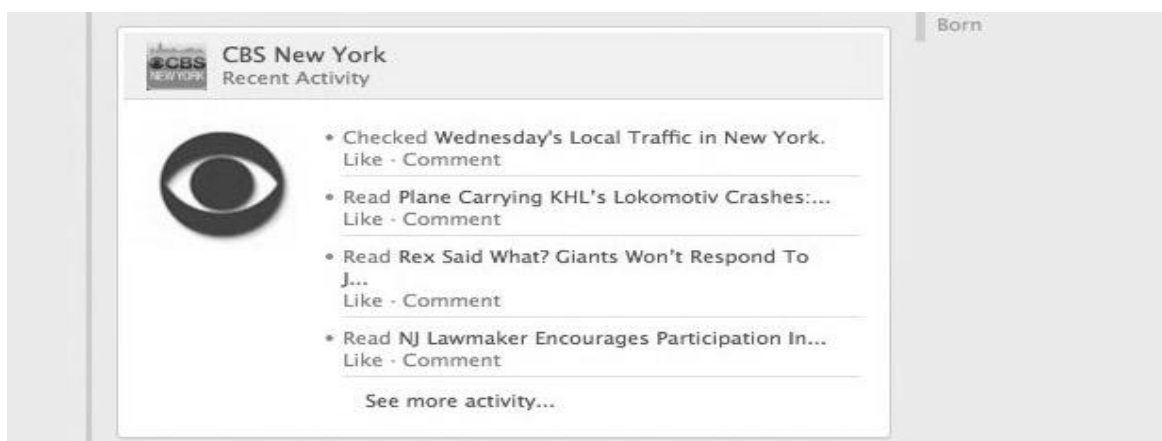 Born
CBS
NEW YORK
CBS New York
Recent Activity
• Checked Wednesday's Local Traffic in New York.
Like · Comment
• Read Plane Carrying KHL's Lokomotiv Crashes:...
Like · Comment
• Read Rex Said What? Giants Won't Respond To
J...
Like · Comment
• Read NJ Lawmaker Encourages Participation In...
Like · Comment
See more activity...